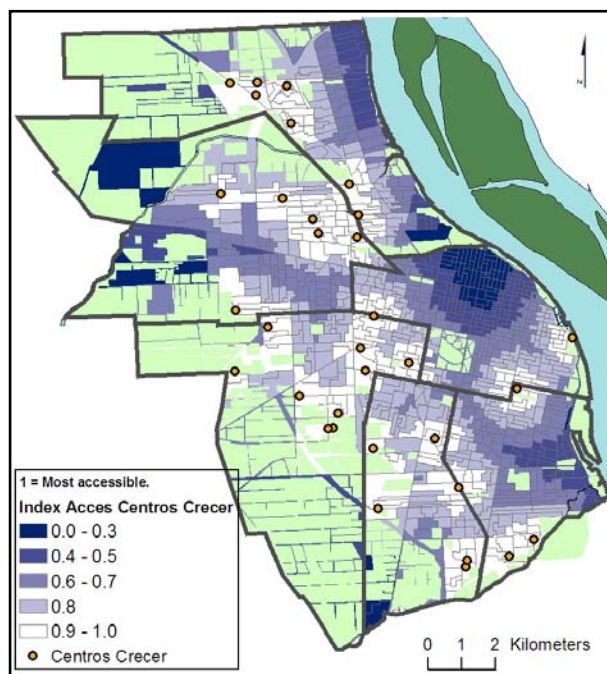 N
1 = Most accessible.
Index Acces Centros Crecer
0.0 - 0.3
0.4 - 0.5
0.6 - 0.7
0.8
0.9 - 1.0
Centros Crecer
0 1 2 Kilometers